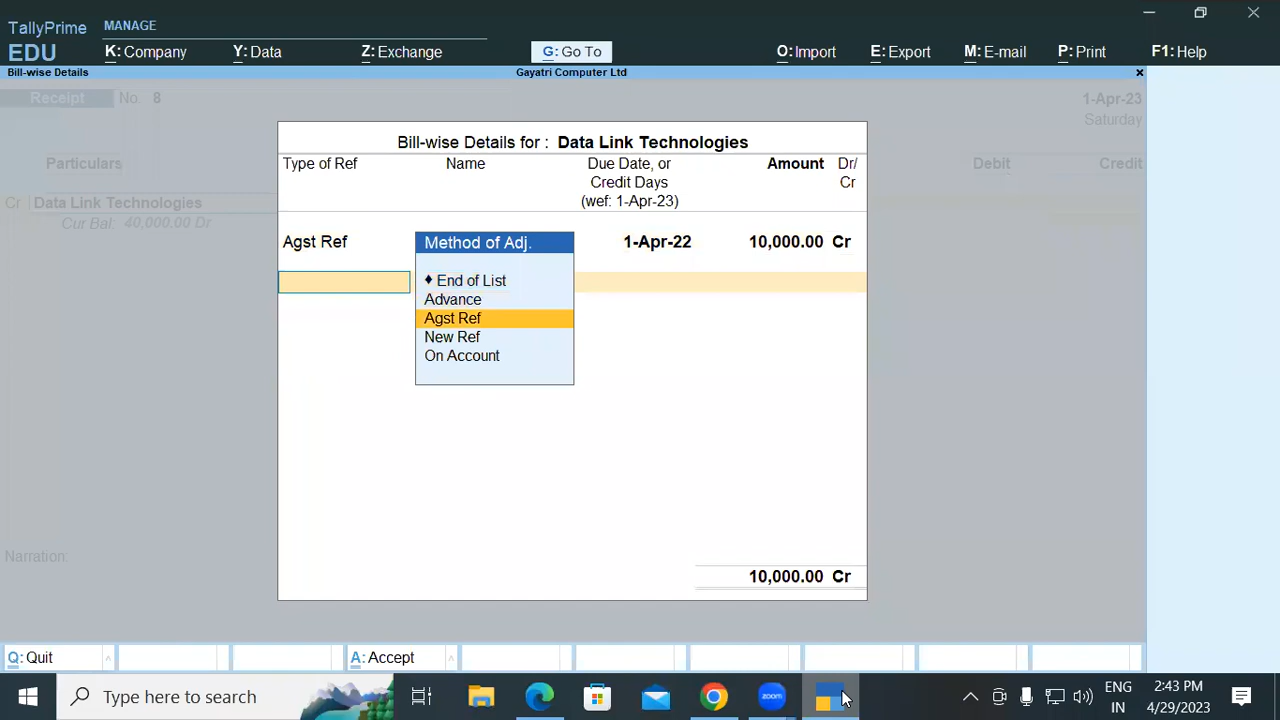 TallyPrime
MANAGE
EDU
K: Company
Y: Data
Z: Exchange
G: Go To
O: Import
E: Export
M: E-mail
P: Print
F1: Help
Bill-wise Details
Gayatri Computer Ltd
×
Receipt
No. 8
1-Apr-23
Saturday
Particulars
Debit
Credit
Cr
Data Link Technologies
Cur Bal: 40,000.00 Dr
Bill-wise Details for : Data Link Technologies
Type of Ref
Name
Due Date, or
Credit Days
(wef: 1-Apr-23)
Amount
Dr/
Cr
Agst Ref
Method of Adj.
1-Apr-22
10,000.00 Cr
♦ End of List
Advance
Agst Ref
New Ref
On Account
10,000.00 Cr
Narration:
Q: Quit
A: Accept
Type here to search
zoom
ENG
IN
2:43 PM
4/29/2023